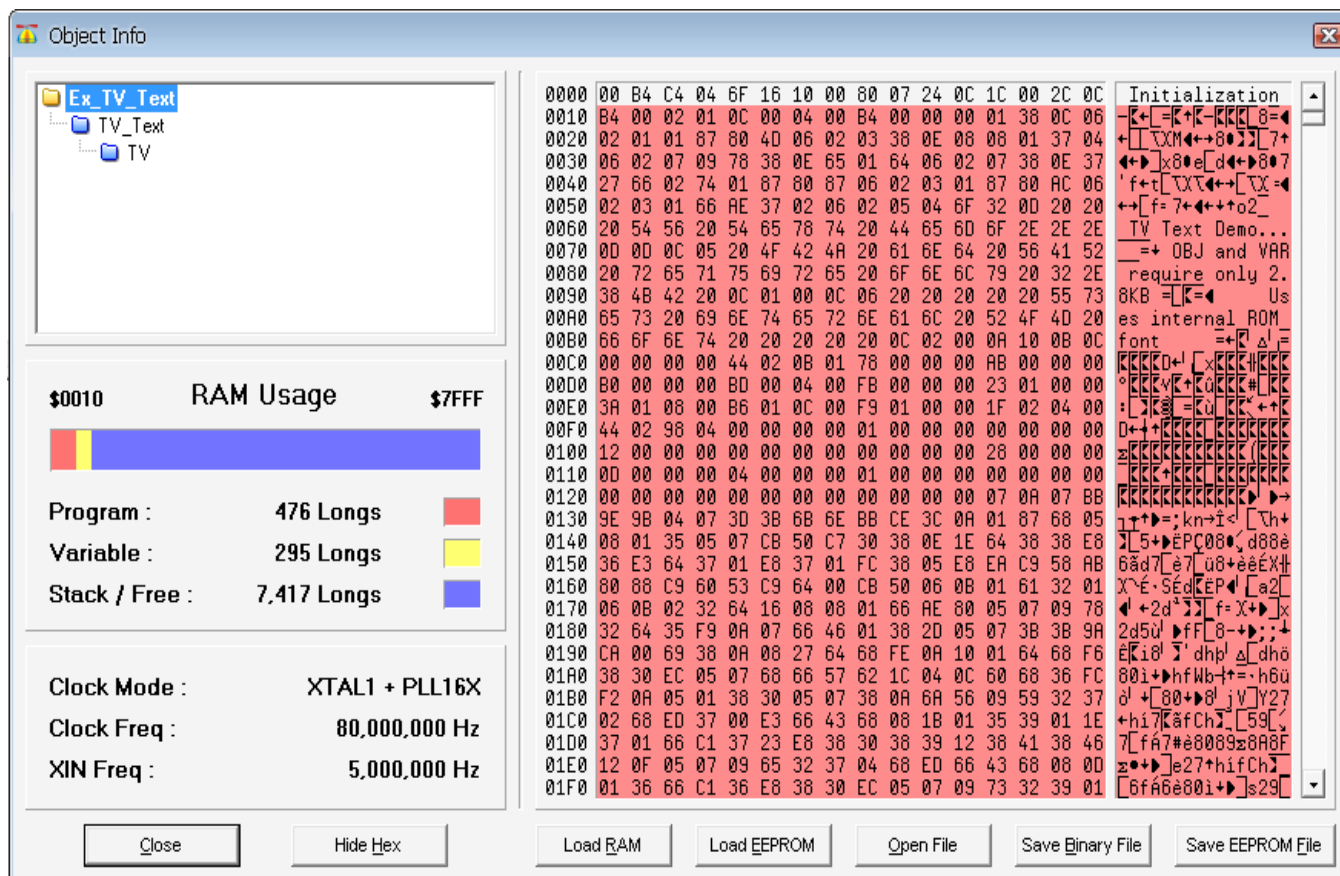 Object Info
Ex_TV_Text
TV_Text
TV
$0010 RAM Usage $7FFF
Program : 476 Longs
Variable : 295 Longs
Stack / Free : 7,417 Longs
Clock Mode : XTAL1 + PLL16X
Clock Freq : 80,000,000 Hz
XIN Freq : 5,000,000 Hz
0000 00 B4 C4 04 6F 16 10 00 80 07 24 0C 1C 00 2C 0C Initialization
0010 B4 00 02 01 0C 00 04 00 B4 00 00 00 01 38 0C 06
0020 02 01 01 87 80 4D 06 02 03 38 0E 08 08 01 37 04
0030 06 02 07 09 78 38 0E 65 01 64 06 02 07 38 0E 37
0040 27 66 02 74 01 87 80 87 06 02 03 01 87 80 AC 06
0050 02 03 01 66 AE 37 02 06 02 05 04 6F 32 0D 20 20
0060 20 54 56 20 54 65 78 74 20 44 65 6D 6F 2E 2E 2E TV Text Demo...
0070 0D 0D 0C 05 20 4F 42 4A 20 61 6E 64 20 56 41 52 OBJ and VAR
0080 20 72 65 71 75 69 72 65 20 6F 6E 6C 79 20 32 2E require only 2.
0090 38 4B 42 20 0C 01 00 0C 06 20 20 20 20 20 55 73 8KB Us
00A0 65 73 20 69 6E 74 65 72 6E 61 6C 20 52 4F 4D 20 es internal ROM
00B0 66 6F 6E 74 20 20 20 20 20 0C 02 00 0A 10 0B 0C font
00C0 00 00 00 00 44 02 0B 01 78 00 00 00 AB 00 00 00
00D0 B0 00 00 00 BD 00 04 00 FB 00 00 00 23 01 00 00
00E0 3A 01 08 00 B6 01 0C 00 F9 01 00 00 1F 02 04 00
00F0 44 02 98 04 00 00 00 00 01 00 00 00 00 00 00 00
0100 12 00 00 00 00 00 00 00 00 00 00 28 00 00 00 00
0110 0D 00 00 00 04 00 00 00 01 00 00 00 00 00 00 00
0120 00 00 00 00 00 00 00 00 00 00 00 00 07 0A 07 BB
0130 9E 9B 04 07 3D 3B 6B 6E BB CE 3C 0A 01 87 68 05
0140 08 01 35 05 07 CB 50 C7 30 38 0E 1E 64 38 38 E8
0150 36 E3 64 37 01 E8 37 01 FC 38 05 E8 EA C9 58 AB
0160 80 88 C9 60 53 C9 64 00 CB 50 06 0B 01 61 32 01
0170 06 0B 02 32 64 16 08 08 01 66 AE 80 05 07 09 78
0180 32 64 35 F9 0A 07 66 46 01 38 2D 05 07 3B 3B 9A
0190 CA 00 69 38 0A 08 27 64 68 FE 0A 10 01 64 68 F6
01A0 38 30 EC 05 07 68 66 57 62 1C 04 0C 60 68 36 FC
01B0 F2 0A 05 01 38 30 05 07 38 0A 6A 56 09 59 32 37
01C0 02 68 ED 37 00 E3 66 43 68 08 1B 01 35 39 01 1E
01D0 37 01 66 C1 37 23 E8 38 30 38 39 12 38 41 38 46
01E0 12 0F 05 07 09 65 32 37 04 68 ED 66 43 68 08 0D
01F0 01 36 66 C1 36 E8 38 30 EC 05 07 09 73 32 39 01
Close
Hide Hex
Load RAM
Load EEPROM
Open File
Save Binary File
Save EEPROM File